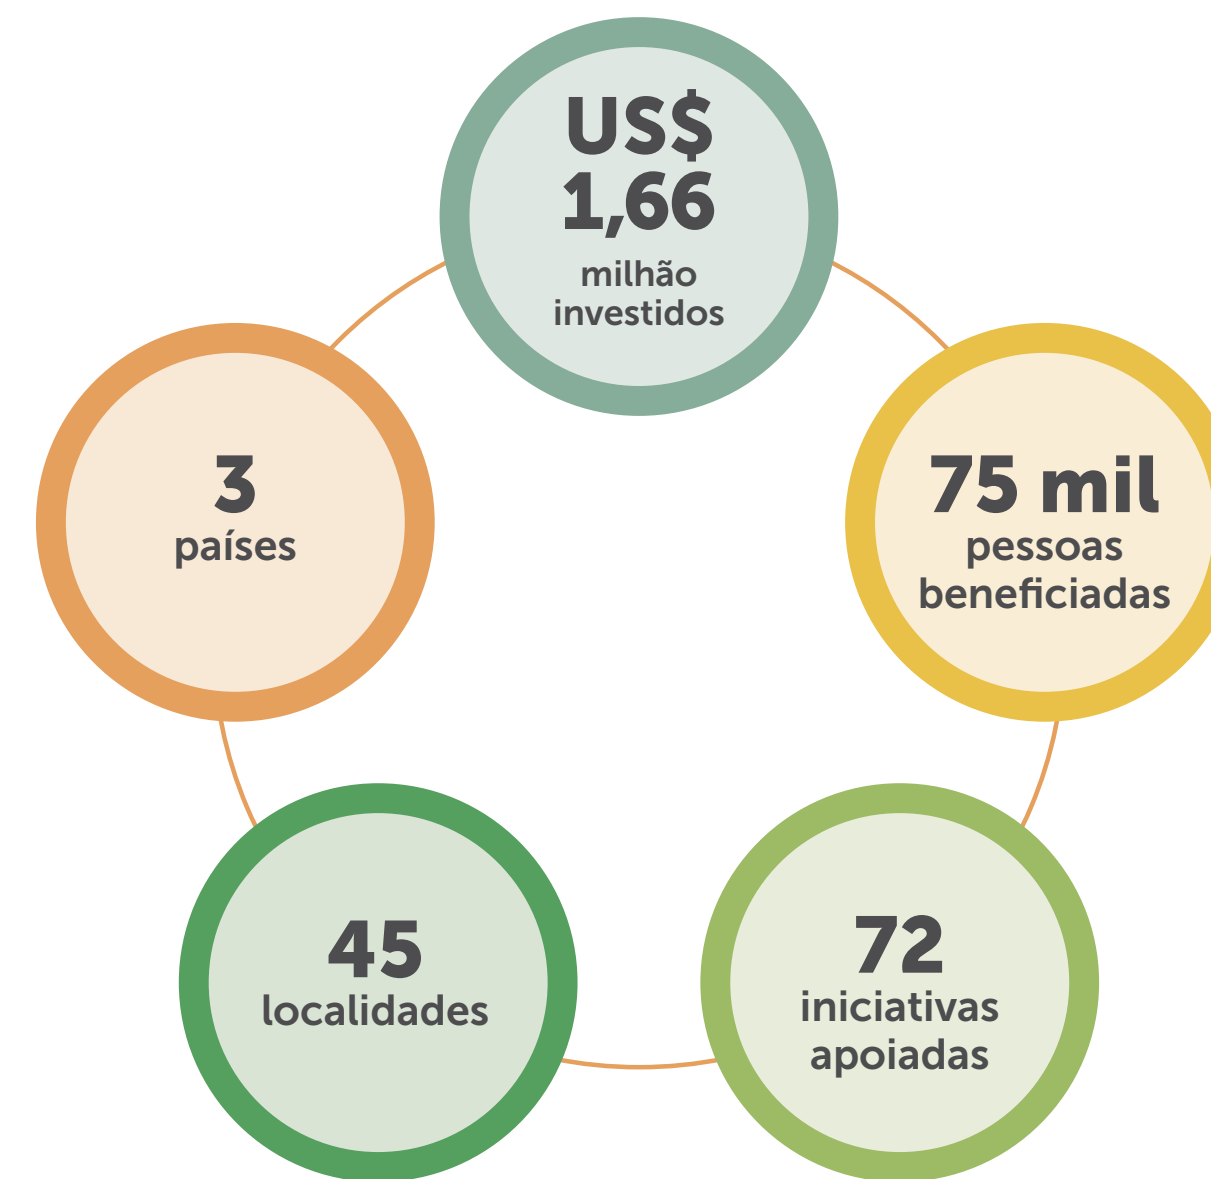 US$
1,66
milhão
investidos
3
países
75 mil
pessoas
beneficiadas
45
localidades
72
iniciativas
apoiadas